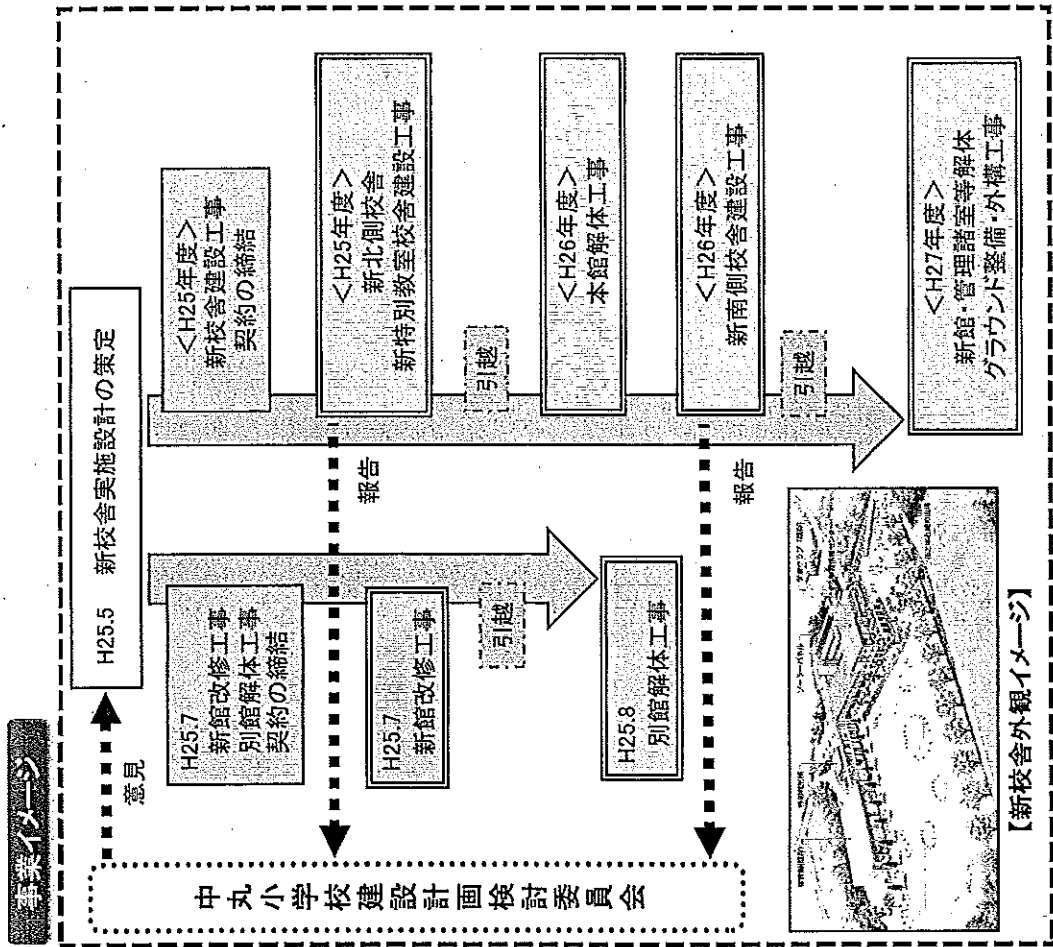 事業イメージ
H25.5　新校舎実施設計の策定
意見
中丸小学校建設計画検討委員会
H25.7
新館改修工事
別館解体工事
契約の締結
H25.7
新館改修工事
引越
H25.8
別館解体工事
＜H25年度＞
新校舎建設工事
契約の締結
＜H25年度＞
新北側校舎
新特別教室校舎建設工事
報告
引越
＜H26年度＞
本館解体工事
＜H26年度＞
新南側校舎建設工事
報告
引越
＜H27年度＞
新館・管理諸室等解体
グラウンド整備・外構工事
【新校舎外観イメージ】